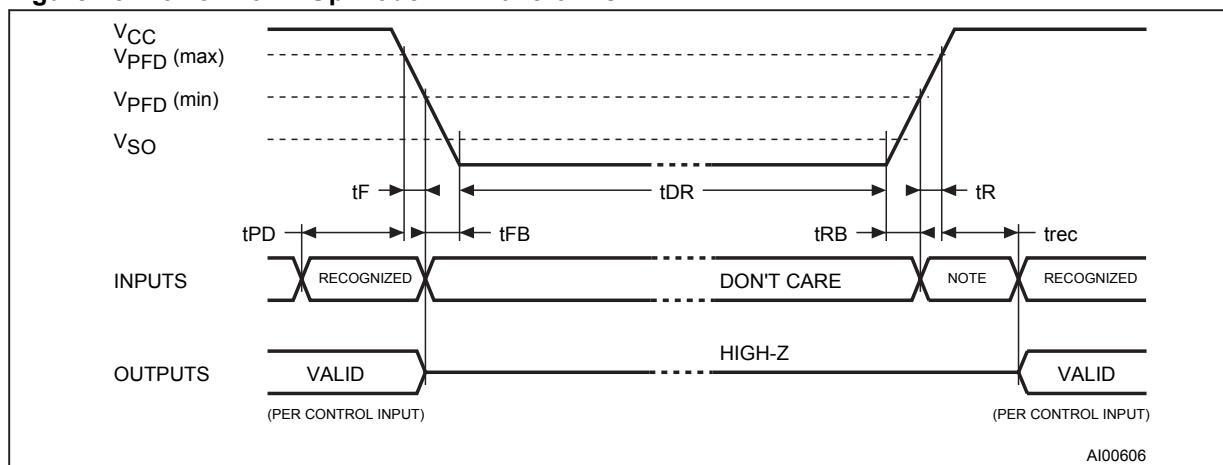 VCC
VPFD (max)
VPFD (min)
VSO
tF
tDR
tR
tPD
tFB
tRB
trec
INPUTS
RECOGNIZED
DON'T CARE
NOTE
RECOGNIZED
HIGH-Z
OUTPUTS
VALID
VALID
(PER CONTROL INPUT)
(PER CONTROL INPUT)
AI00606